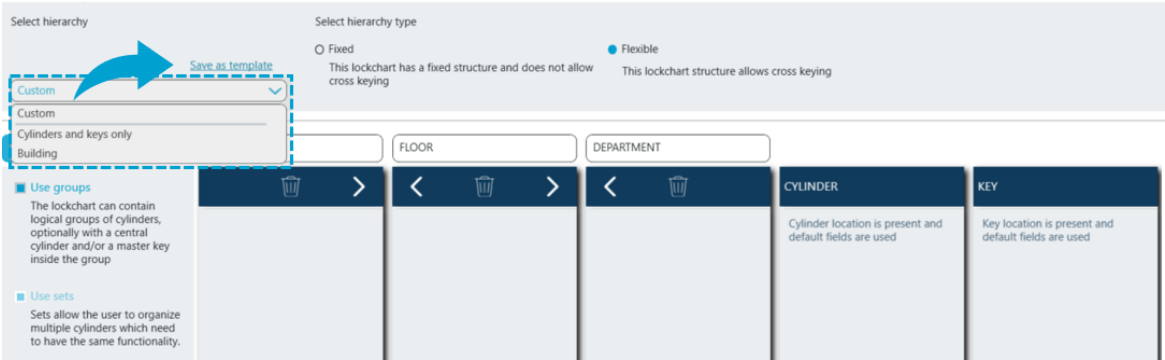 Select hierarchy
Select hierarchy type
Save as template
Fixed
This lockchart has a fixed structure and does not allow
cross keying
Flexible
This lockchart structure allows cross keying
Custom
Custom
Cylinders and keys only
Building
FLOOR
DEPARTMENT
Use groups
The lockchart can contain
logical groups of cylinders,
optionally with a central
cylinder and/or a master key
inside the group
Use sets
Sets allow the user to organize
multiple cylinders which need
to have the same functionality.
CYLINDER
Cylinder location is present and
default fields are used
KEY
Key location is present and
default fields are used